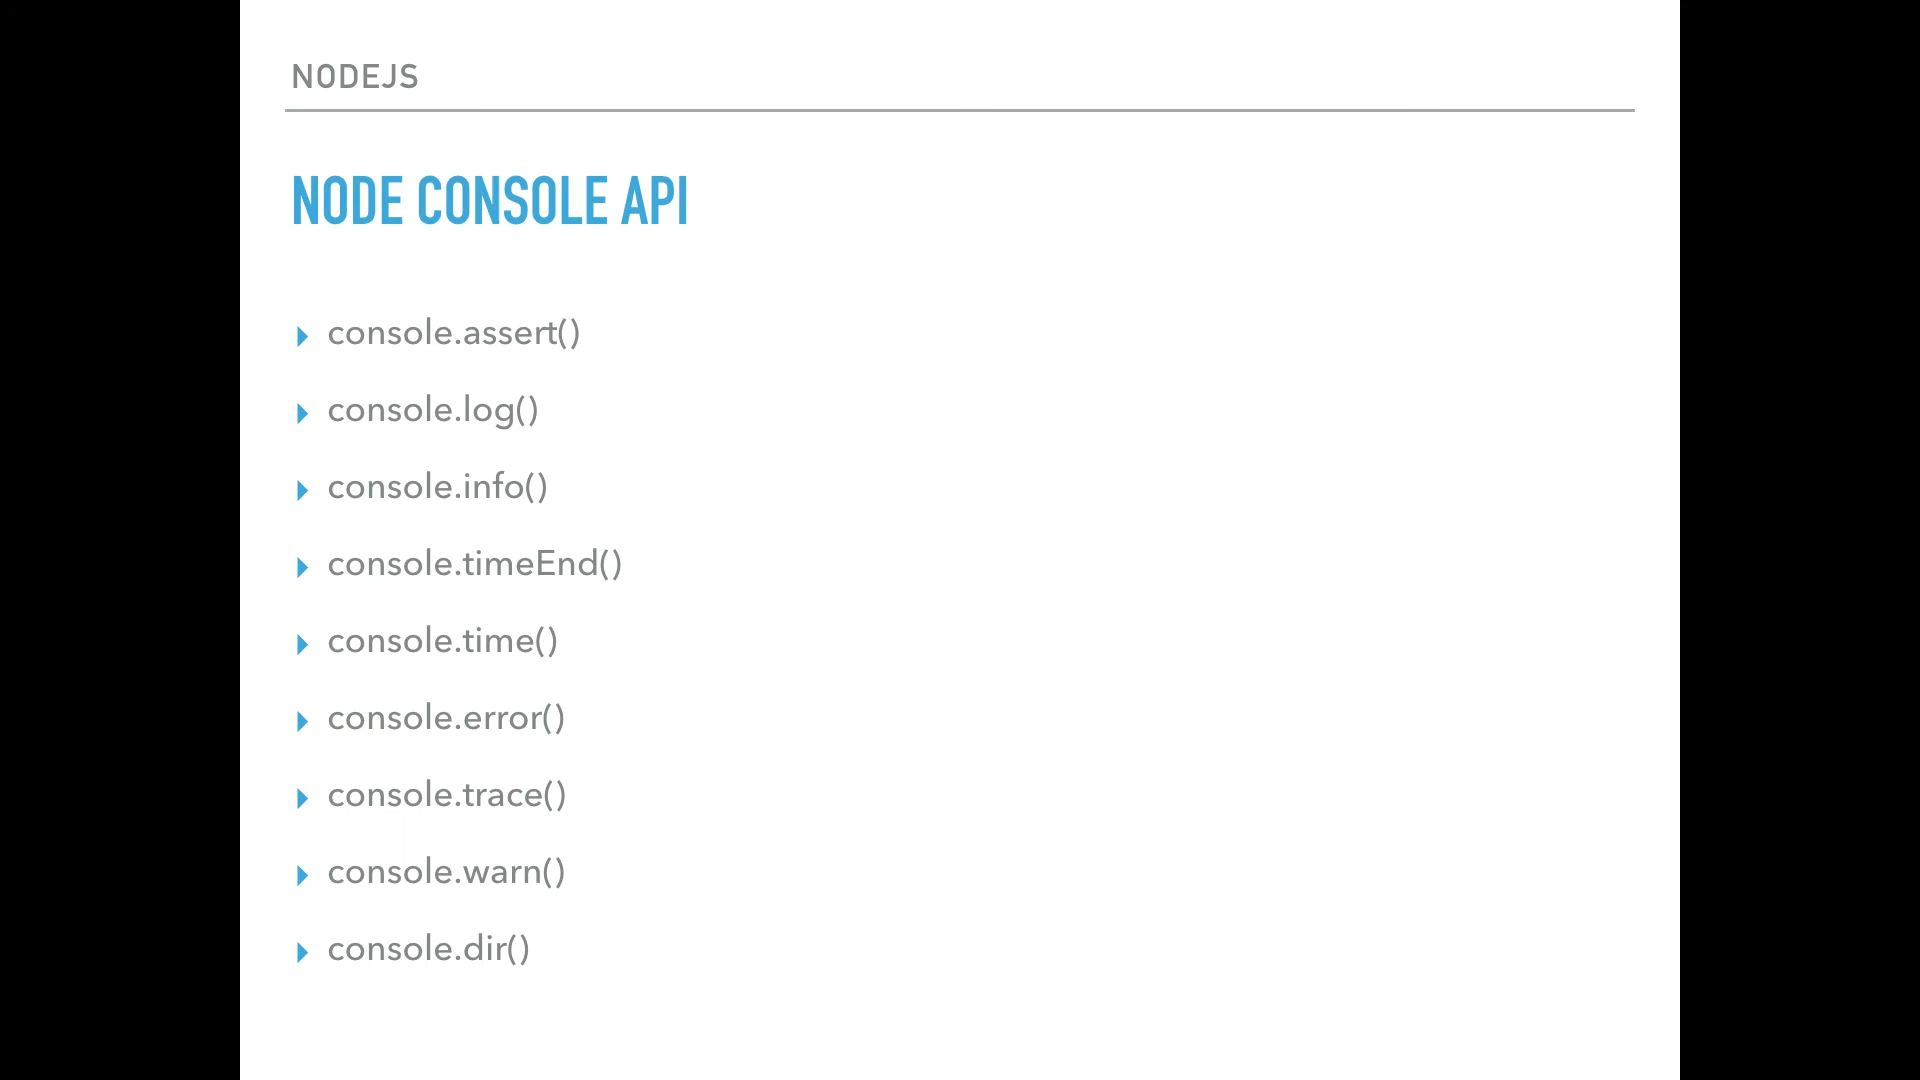 NODEJS
NODE CONSOLE API
▸ console.assert()
▸ console.log()
▸ console.info()
▸ console.timeEnd()
▸ console.time()
▸ console.error()
▸ console.trace()
▸ console.warn()
▸ console.dir()